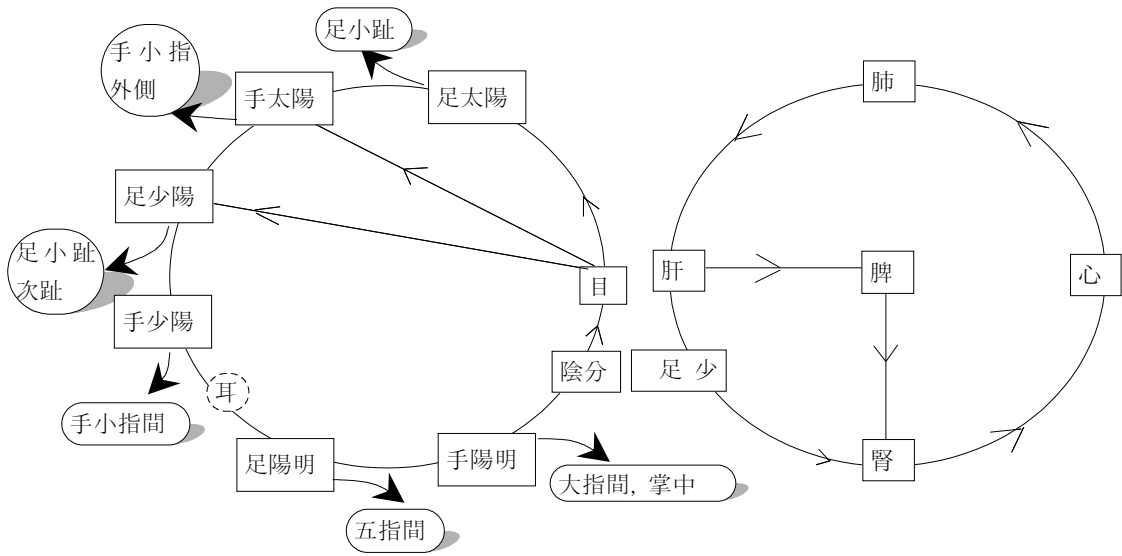 足小趾
手小指
外側
手太陽
足太陽
肺
足少陽
足小趾
次趾
目
肝
脾
心
手少陽
陰分
足 少
耳
手小指間
足陽明
手陽明
腎
大指間, 掌中
五指間